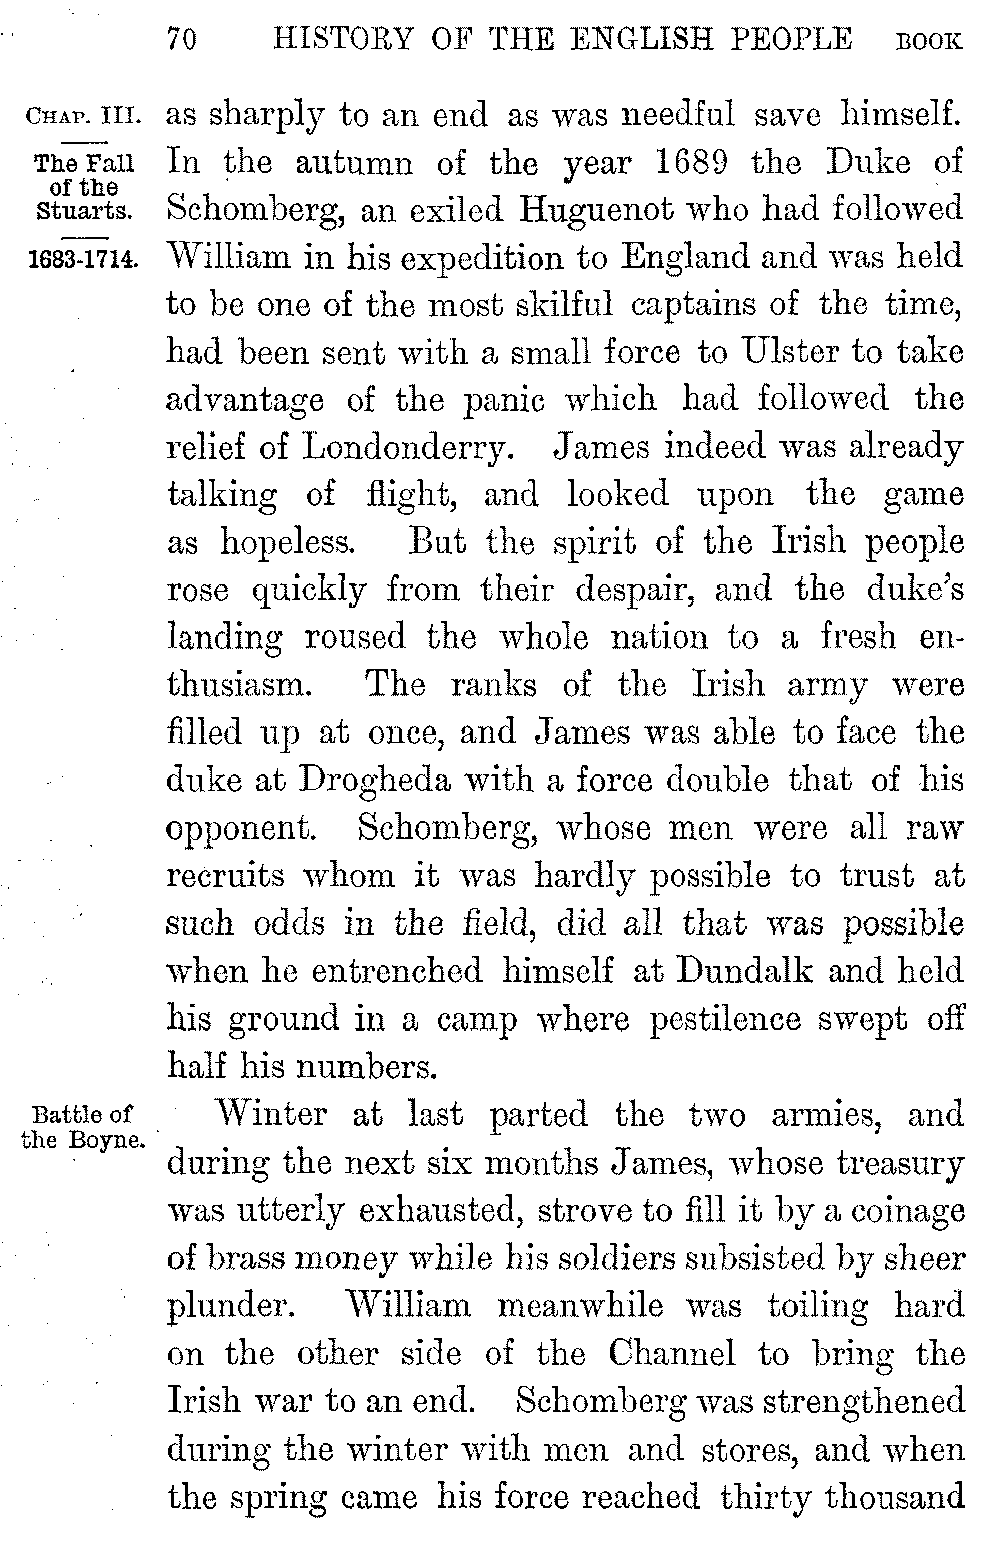 70 HISTORY OF THE ENGLISH PEOPLE BOOK
CHAP. III.
The Fall
of the
Stuarts.
1683-1714.
as sharply to an end as was needful save himself.
In the autumn of the year 1689 the Duke of
Schomberg, an exiled Huguenot who had followed
William in his expedition to England and was held
to be one of the most skilful captains of the time,
had been sent with a small force to Ulster to take
advantage of the panic which had followed the
relief of Londonderry. James indeed was already
talking of flight, and looked upon the game
as hopeless. But the spirit of the Irish people
rose quickly from their despair, and the duke's
landing roused the whole nation to a fresh en-
thusiasm. The ranks of the Irish army were
filled up at once, and James was able to face the
duke at Drogheda with a force double that of his
opponent. Schomberg, whose men were all raw
recruits whom it was hardly possible to trust at
such odds in the field, did all that was possible
when he entrenched himself at Dundalk and held
his ground in a camp where pestilence swept off
half his numbers.
Battle of
the Boyne.
Winter at last parted the two armies, and
during the next six months James, whose treasury
was utterly exhausted, strove to fill it by a coinage
of brass money while his soldiers subsisted by sheer
plunder. William meanwhile was toiling hard
on the other side of the Channel to bring the
Irish war to an end. Schomberg was strengthened
during the winter with men and stores, and when
the spring came his force reached thirty thousand